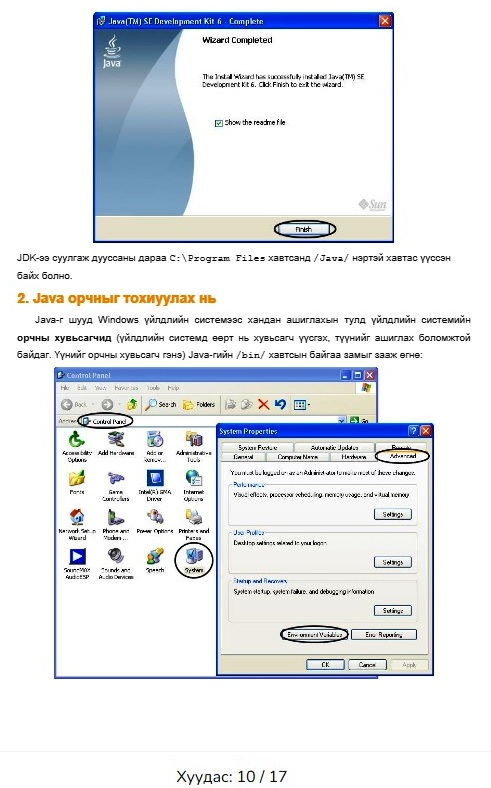 Java(TM) SE Development Kit 6 - Complete
Java
Wizard Completed
The Install Wizard has successfully installed Java(TM) SE
Development Kit 6. Click Finish to exit the wizard.
Show the readme file
Sun
Finish
JDK-ээ суулгаж дууссаны дараа C:\Program Files хавтсанд /Java/ нэртэй хавтас үүссэн
байх болно.
2. Java орчныг тохируулах нь
Java-г шууд Windows үйлдлийн системээс хандан ашиглахын тулд үйлдлийн системийн
орчны хувьсагчид (үйлдлийн системд өөрт нь хувьсагч үүсгэх, түүнийг ашиглах боломжтой
байдаг. Үүнийг орчны хувьсагч гэнэ) Java-гийн /bin/ хавтсын байгаа замыг зааж өгнө:
Control Panel
File Edit View Favorites Tools Help
Back Search Folders
Address Control Panel Go
Accessibility Options
Add Hardware
Add or Remov...
Administrative Tools
Fonts
Game Controllers
Intel(R) GMA Driver
Internet Options
Network Setup Wizard
Phone and Modem ...
Power Options
Printers and Faxes
SoundMAX
Sounds and Audio Devices
Speech
System
System Properties
System Restore Automatic Updates Remote
General Computer Name Hardware Advanced
You must be logged on as an Administrator to make most of these changes.
Performance
Visual effects, processor scheduling, memory usage, and virtual memory
Settings
User Profiles
Desktop settings related to your logon
Settings
Startup and Recovery
System startup, system failure, and debugging information
Settings
Environment Variables Error Reporting
OK Cancel Apply
Хуудас: 10 / 17